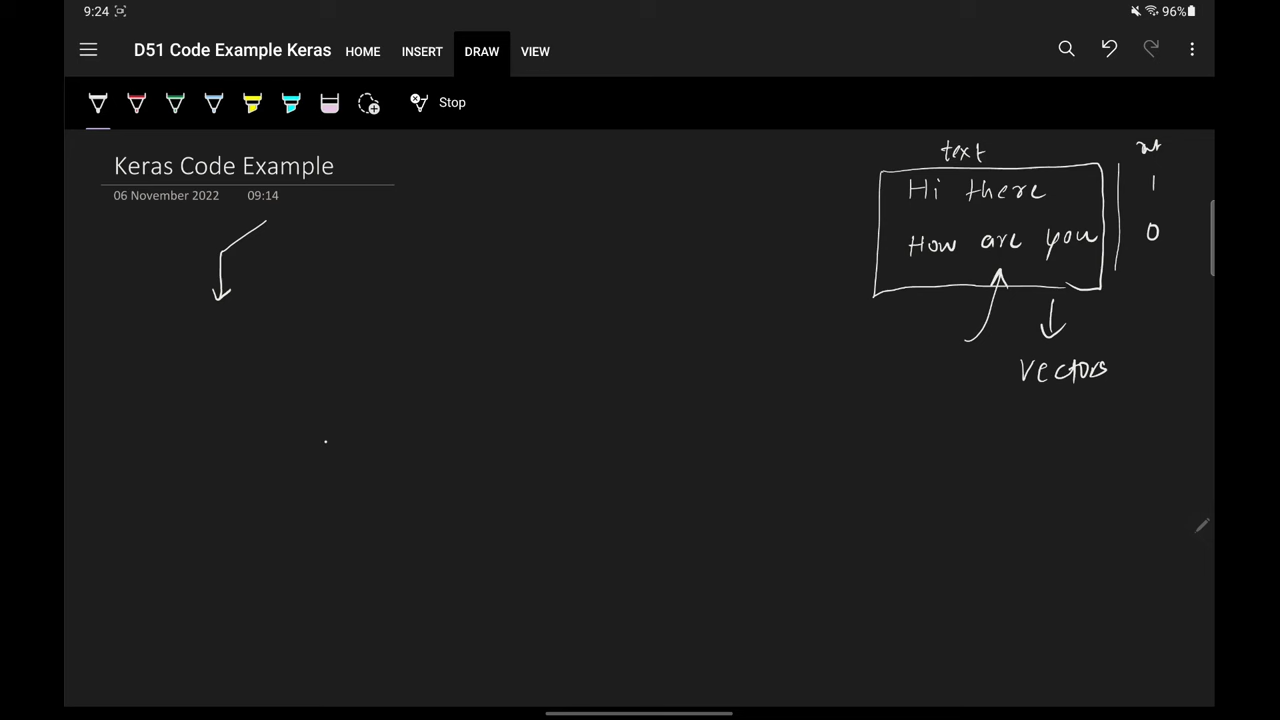 9:24 96%
D51 Code Example Keras HOME INSERT DRAW VIEW
Stop
Keras Code Example
06 November 2022 09:14
text
Hi there 1
How are you 0
vectors